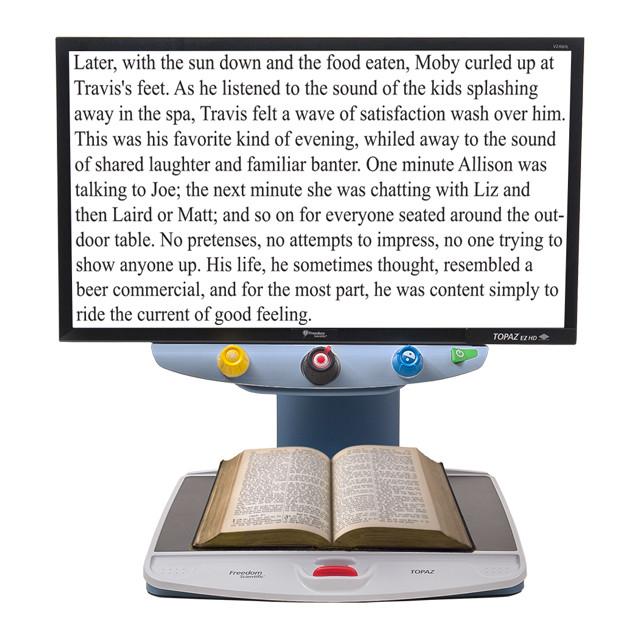 Later, with the sun down and the food eaten, Moby curled up at
Travis's feet. As he listened to the sound of the kids splashing
away in the spa, Travis felt a wave of satisfaction wash over him.
This was his favorite kind of evening, whiled away to the sound
of shared laughter and familiar banter. One minute Allison was
talking to Joe; the next minute she was chatting with Liz and
then Laird or Matt; and so on for everyone seated around the out-
door table. No pretenses, no attempts to impress, no one trying to
show anyone up. His life, he sometimes thought, resembled a
beer commercial, and for the most part, he was content simply to
ride the current of good feeling.
Freedom
Scientific
TOPAZ EZ HD
Freedom
Scientific
TOPAZ